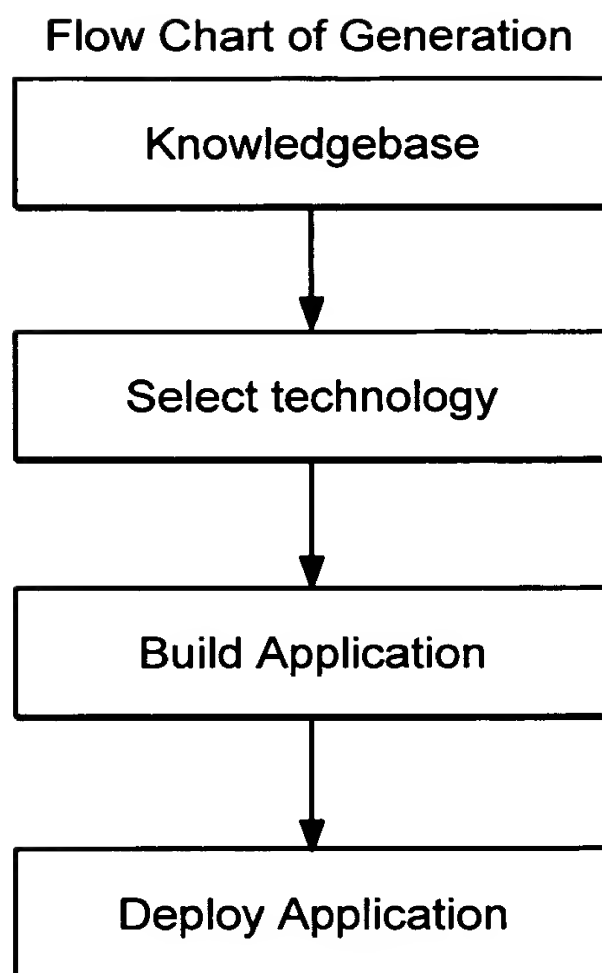 Flow Chart of Generation
Knowledgebase
Select technology
Build Application
Deploy Application